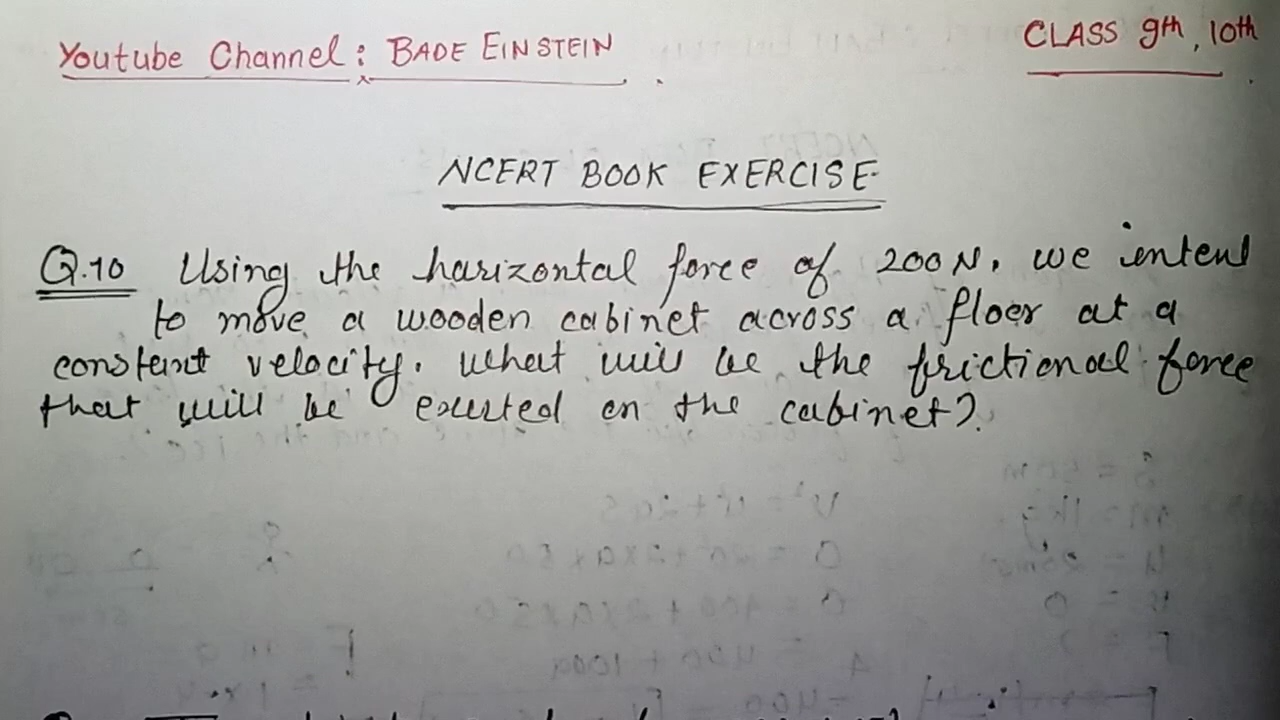 Youtube Channel: BADE EINSTEIN
CLASS 9th, 10th
NCERT BOOK EXERCISE
Q.10 Using the harizontal force of 200N, we intend
to move a wooden cabinet across a floor at a
constant velocity. What will be the frictional force
that will be exerted on the cabinet?